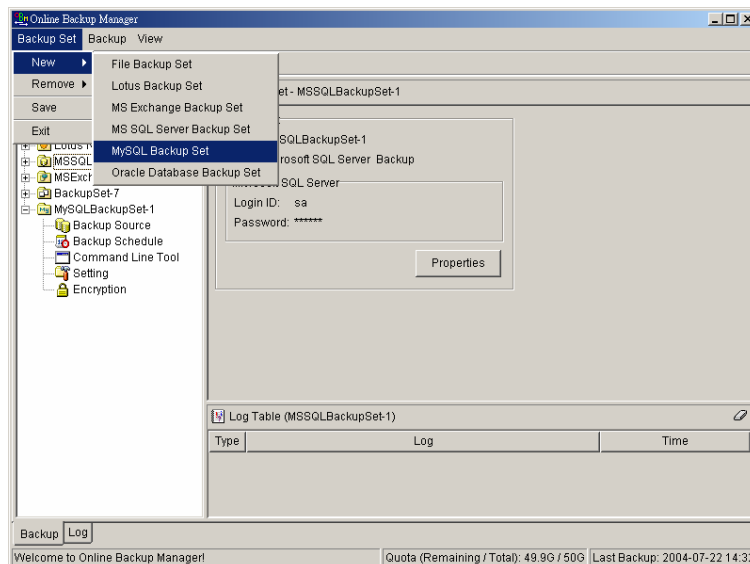 Online Backup Manager
Backup Set Backup View
New
Remove
Save
Exit
File Backup Set
Lotus Backup Set
MS Exchange Backup Set
MS SQL Server Backup Set
MySQL Backup Set
Oracle Database Backup Set
et - MSSQLBackupSet-1
SQLBackupSet-1
rosoft SQL Server Backup
Microsoft SQL Server
Login ID: sa
Password: ******
Properties
MSSQL
MSExch
BackupSet-7
MySQLBackupSet-1
Backup Source
Backup Schedule
Command Line Tool
Setting
Encryption
Log Table (MSSQLBackupSet-1)
Type Log Time
Backup Log
Welcome to Online Backup Manager! Quota (Remaining / Total): 49.9G / 50G Last Backup: 2004-07-22 14:3